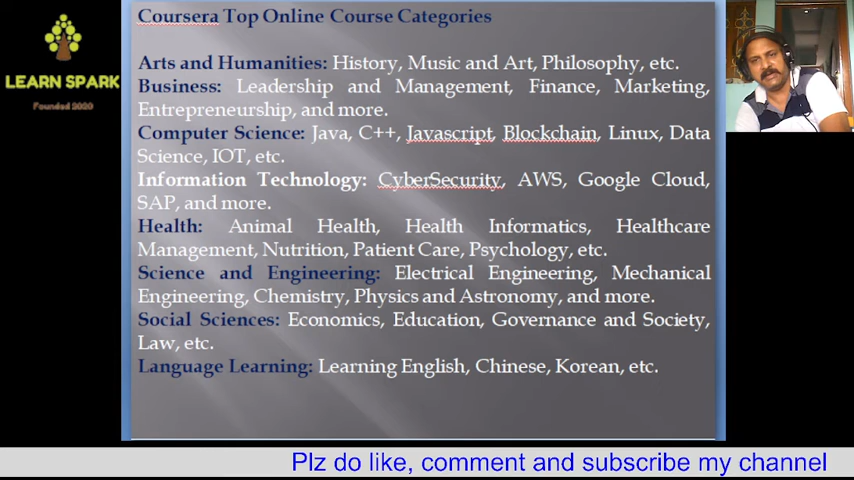 Coursera Top Online Course Categories
LEARN SPARK
Founded 2020
Arts and Humanities: History, Music and Art, Philosophy, etc.
Business: Leadership and Management, Finance, Marketing,
Entrepreneurship, and more.
Computer Science: Java, C++, Javascript, Blockchain, Linux, Data
Science, IOT, etc.
Information Technology: CyberSecurity, AWS, Google Cloud,
SAP, and more.
Health: Animal Health, Health Informatics, Healthcare
Management, Nutrition, Patient Care, Psychology, etc.
Science and Engineering: Electrical Engineering, Mechanical
Engineering, Chemistry, Physics and Astronomy, and more.
Social Sciences: Economics, Education, Governance and Society,
Law, etc.
Language Learning: Learning English, Chinese, Korean, etc.
Plz do like, comment and subscribe my channel